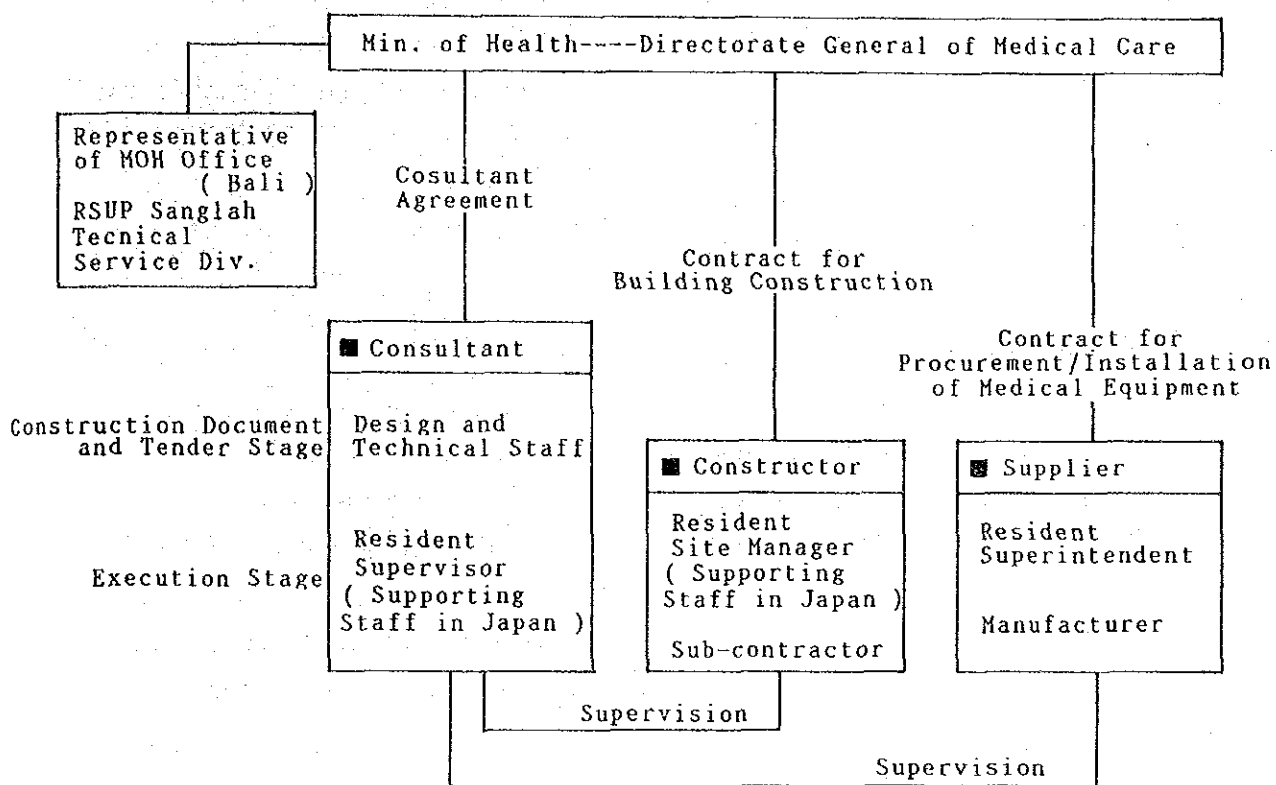 Min. of Health----Directorate General of Medical Care
Representative
of MOH Office
( Bali )
RSUP Sanglah
Tecnical
Service Div.
Cosultant
Agreement
Contract for
Building Construction
Contract for
Procurement/Installation
of Medical Equipment
■ Consultant
Construction Document
and Tender Stage
Design and
Technical Staff
Execution Stage
Resident
Supervisor
( Supporting
Staff in Japan )
■ Constructor
Resident
Site Manager
( Supporting
Staff in Japan )
Sub-contractor
■ Supplier
Resident
Superintendent
Manufacturer
Supervision
Supervision